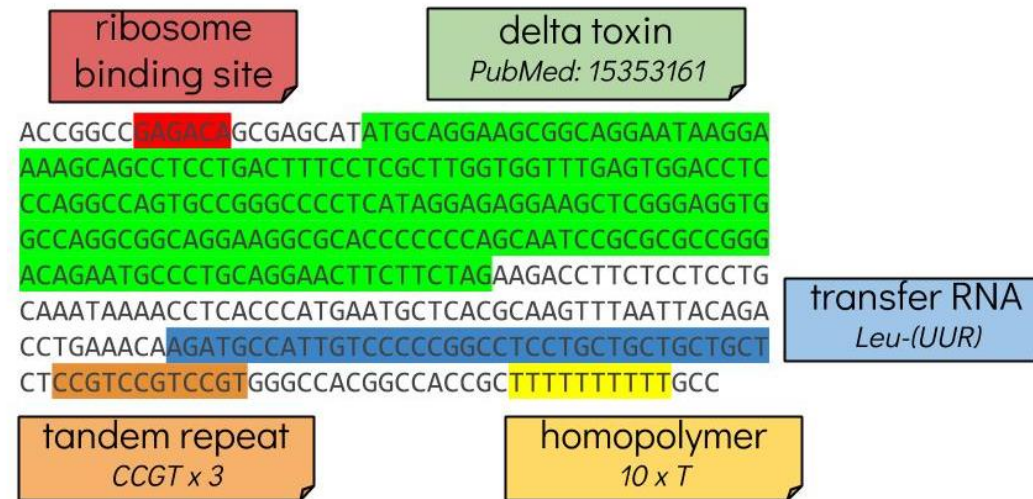 ribosome
binding site
delta toxin
PubMed: 15353161
ACCGGCCGAGACAGCGAGCATATGCAGGAAGCGGCAGGAATAAGGA
AAAGCAGCCTCCTGACTTTCCTCGCTTGGTGGTTTGAGTGGACCTC
CCAGGCCAGTGCCGGGCCCCTCATAGGAGAGGAAGCTCGGGAGGTG
GCCAGGCGGCAGGAAGGCGCACCCCCCCAGCAATCCGCGCGCCGGG
ACAGAATGCCCTGCAGGAACTTCTTCTAGAAGACCTTCTCCTCCTG
CAAATAAAACCTCACCCATGAATGCTCACGCAAGTTTAATTACAGA
CCTGAAACAAGATGCCATTGTCCCCCGGCCTCCTGCTGCTGCTGCT
CTCCGTCCGTCCGTGGGCCACGGCCACCGCTTTTTTTTTTGCC
transfer RNA
Leu-(UUR)
tandem repeat
CCGT x 3
homopolymer
10 x T